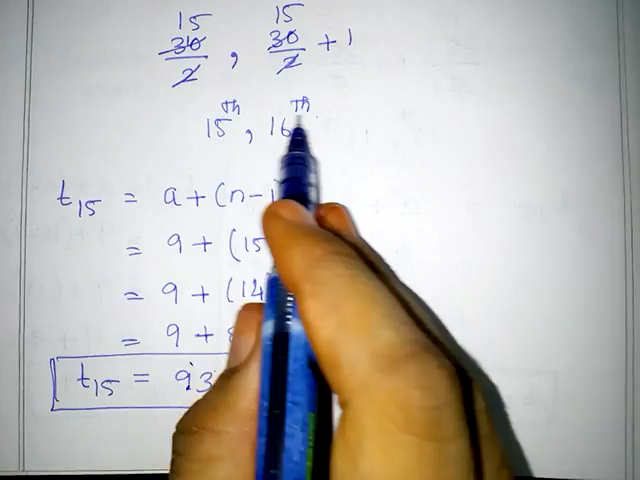 15 15
30/2 , 30/2 + 1
15th , 16th
t15 = a + (n-1
= 9 + (15
= 9 + (14
= 9 + 8
t15 = 93